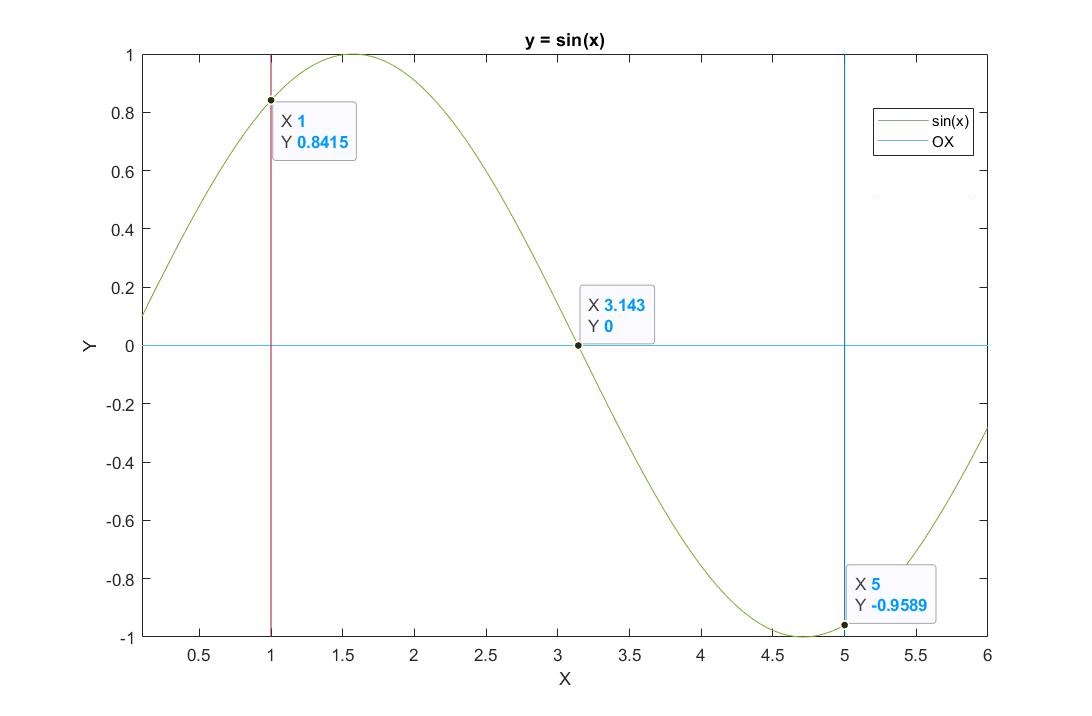 y = sin(x)
1
0.8
0.6
0.4
0.2
0
-0.2
-0.4
-0.6
-0.8
-1
Y
X 1
Y 0.8415
sin(x)
OX
X 3.143
Y 0
X 5
Y -0.9589
0.5 1 1.5 2 2.5 3 3.5 4 4.5 5 5.5 6
X